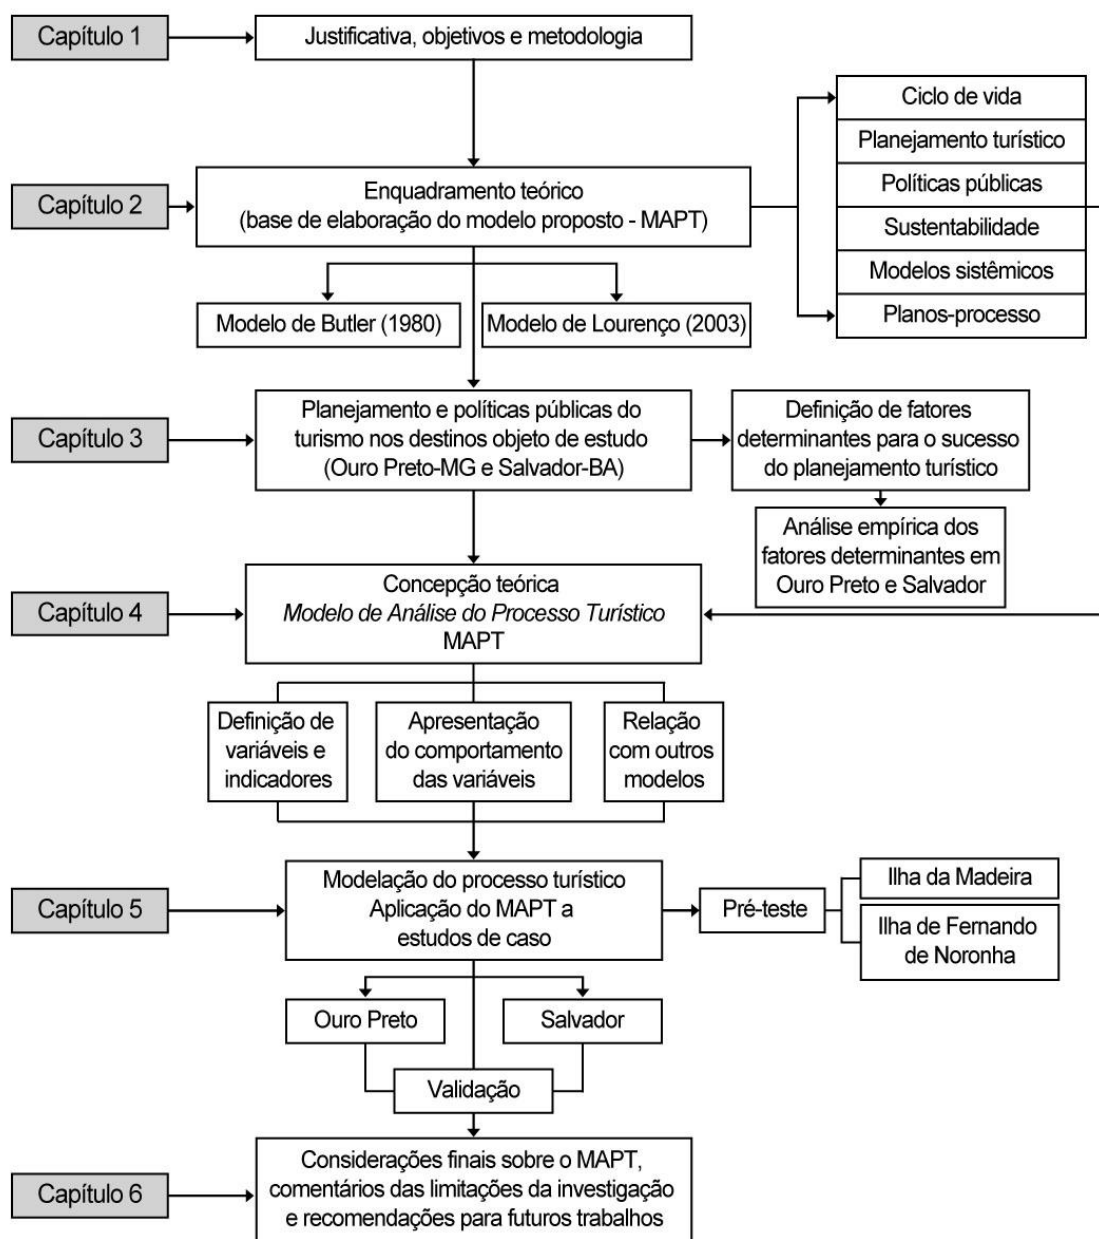 Capítulo 1
Justificativa, objetivos e metodologia
Capítulo 2
Enquadramento teórico
(base de elaboração do modelo proposto - MAPT)
Ciclo de vida
Planejamento turístico
Políticas públicas
Sustentabilidade
Modelos sistêmicos
Planos-processo
Modelo de Butler (1980)
Modelo de Lourenço (2003)
Capítulo 3
Planejamento e políticas públicas do
turismo nos destinos objeto de estudo
(Ouro Preto-MG e Salvador-BA)
Definição de fatores
determinantes para o sucesso
do planejamento turístico
Análise empírica dos
fatores determinantes em
Ouro Preto e Salvador
Capítulo 4
Concepção teórica
Modelo de Análise do Processo Turístico
MAPT
Definição de
variáveis e
indicadores
Apresentação
do comportamento
das variáveis
Relação
com outros
modelos
Capítulo 5
Modelação do processo turístico
Aplicação do MAPT a
estudos de caso
Pré-teste
Ilha da Madeira
Ilha de Fernando
de Noronha
Ouro Preto
Salvador
Validação
Capítulo 6
Considerações finais sobre o MAPT,
comentários das limitações da investigação
e recomendações para futuros trabalhos